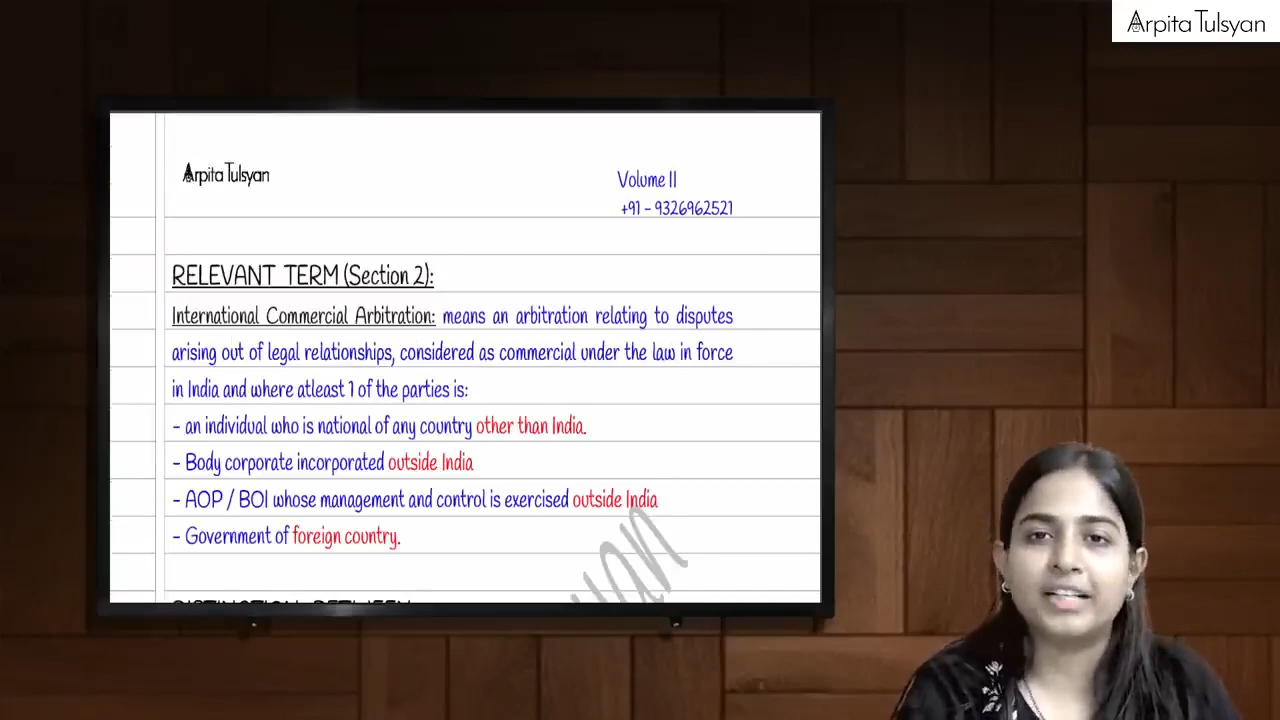 Arpita Tulsyan
Arpita Tulsyan
Volume II
+91 - 9326962521
RELEVANT TERM (Section 2):
International Commercial Arbitration: means an arbitration relating to disputes
arising out of legal relationships, considered as commercial under the law in force
in India and where atleast 1 of the parties is:
- an individual who is national of any country other than India.
- Body corporate incorporated outside India
- AOP / BOI whose management and control is exercised outside India
- Government of foreign country.
DISTINCTION BETWEEN